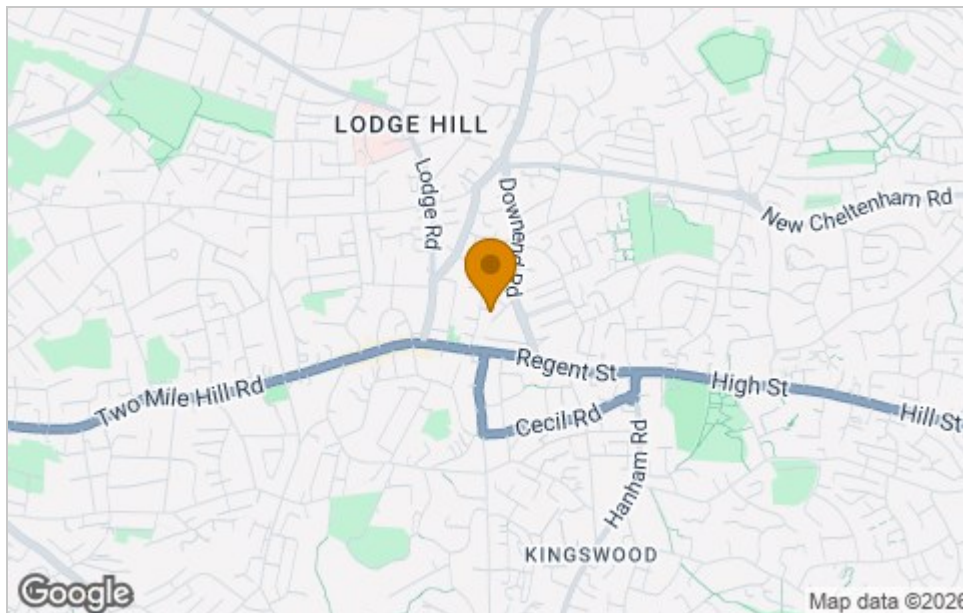 LODGE HILL
Lodge Rd
Downend Rd
New Cheltenham Rd
Two Mile Hill Rd
Regent St
High St
Hill St
Cecil Rd
Hanham Rd
KINGSWOOD
Google
Map data ©2026